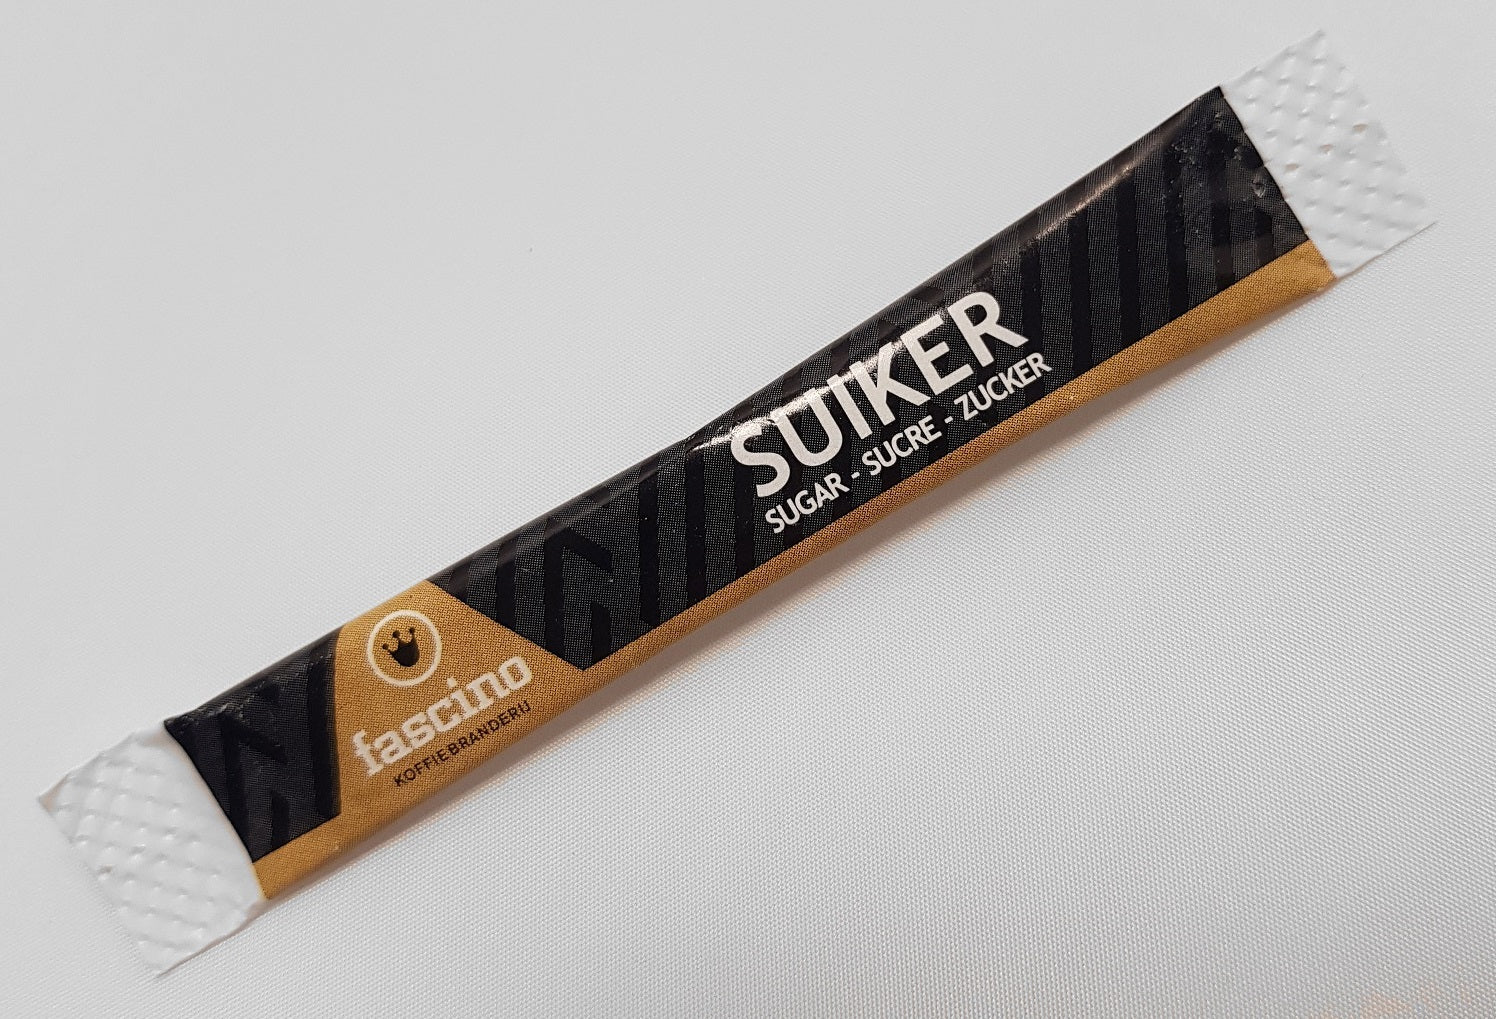 fascino
KOFFIEBRANDERIJ
SUIKER
SUGAR - SUCRE - ZUCKER